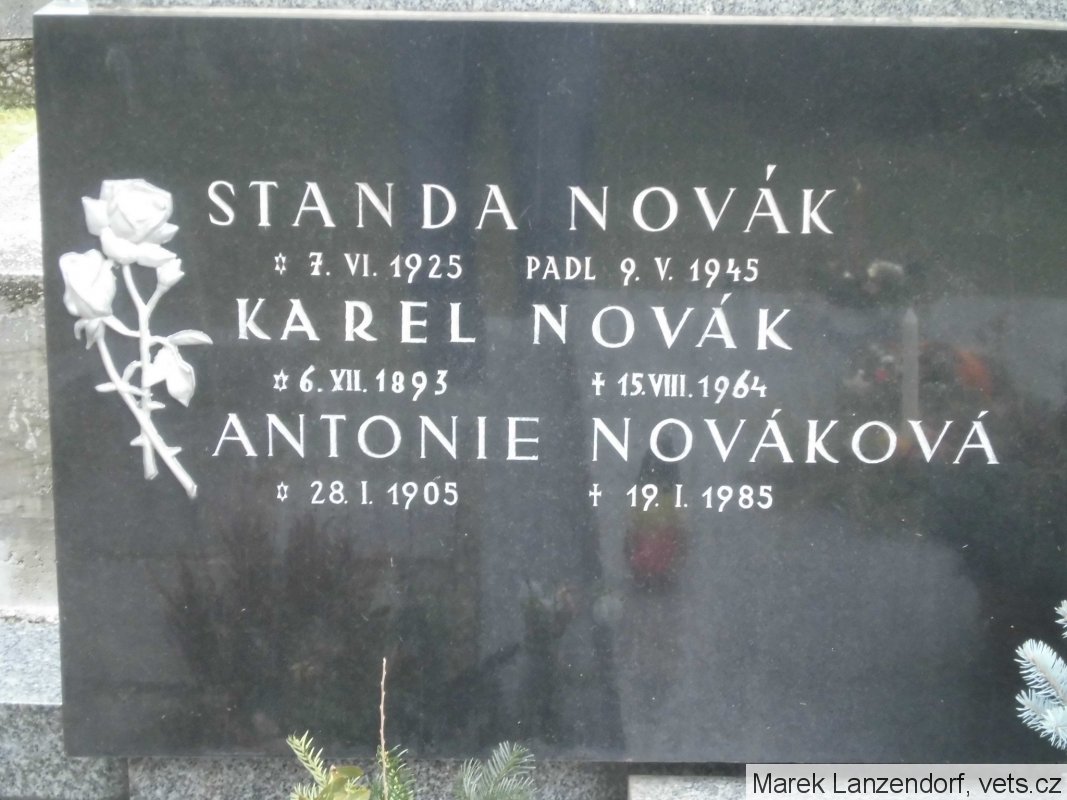 STANDA NOVÁK
✡ 7. VI. 1925 PADL 9. V. 1945
KAREL NOVÁK
✡ 6. XII. 1893 ✝ 15. VIII. 1964
ANTONIE NOVÁKOVÁ
✡ 28. I. 1905 ✝ 19. I. 1985
Marek Lanzendorf, vets.cz